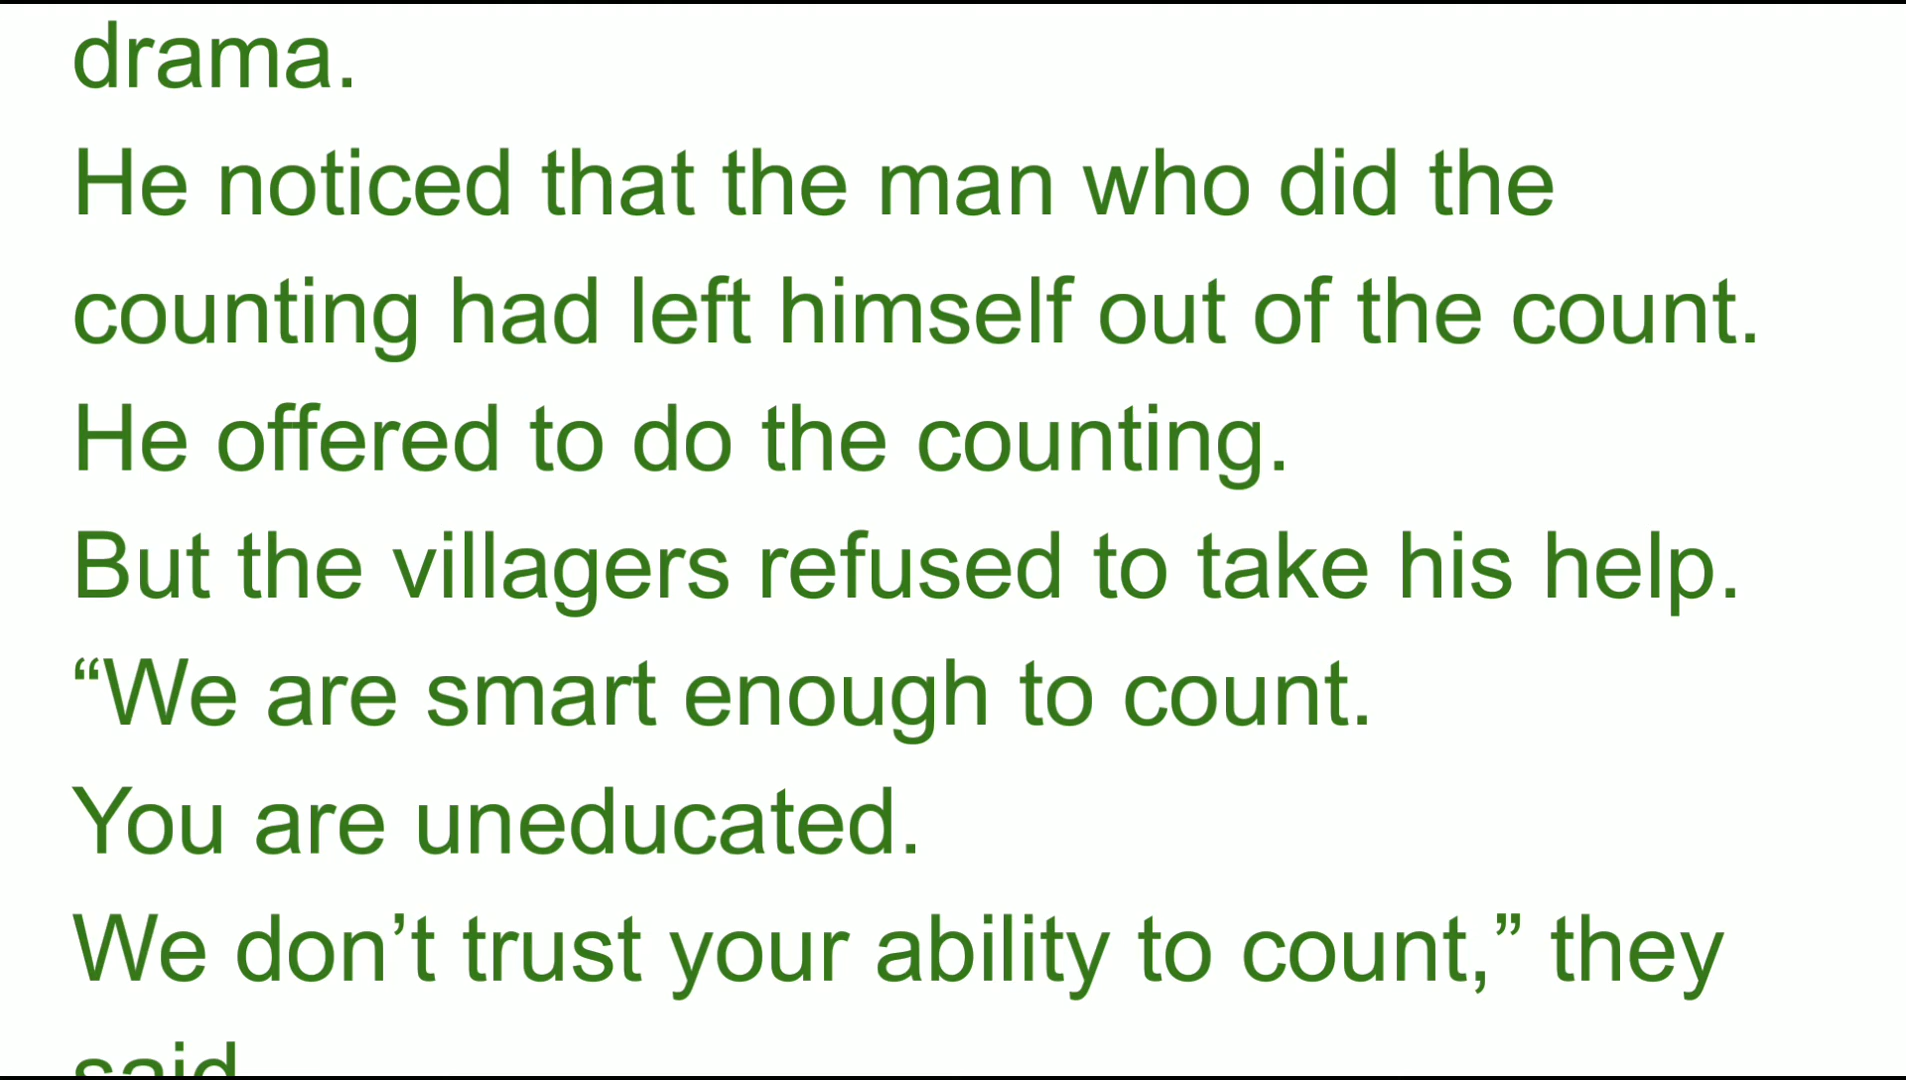 drama.
He noticed that the man who did the
counting had left himself out of the count.
He offered to do the counting.
But the villagers refused to take his help.
“We are smart enough to count.
You are uneducated.
We don’t trust your ability to count,” they
said